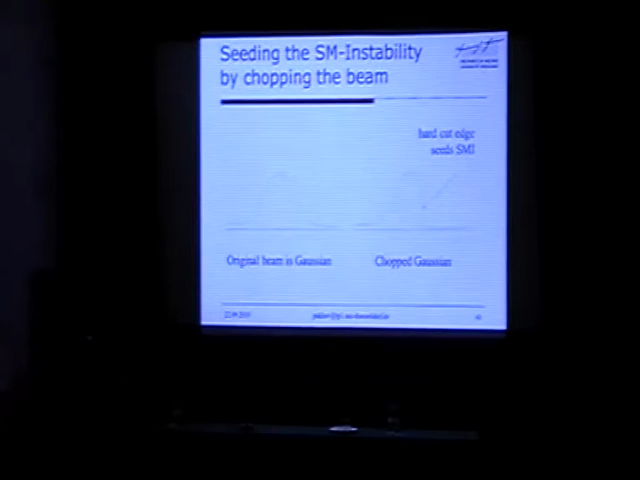 Seeding the SM-Instability
by chopping the beam
hard cut edge
seeds SMI
Original beam is Gaussian
Chopped Gaussian